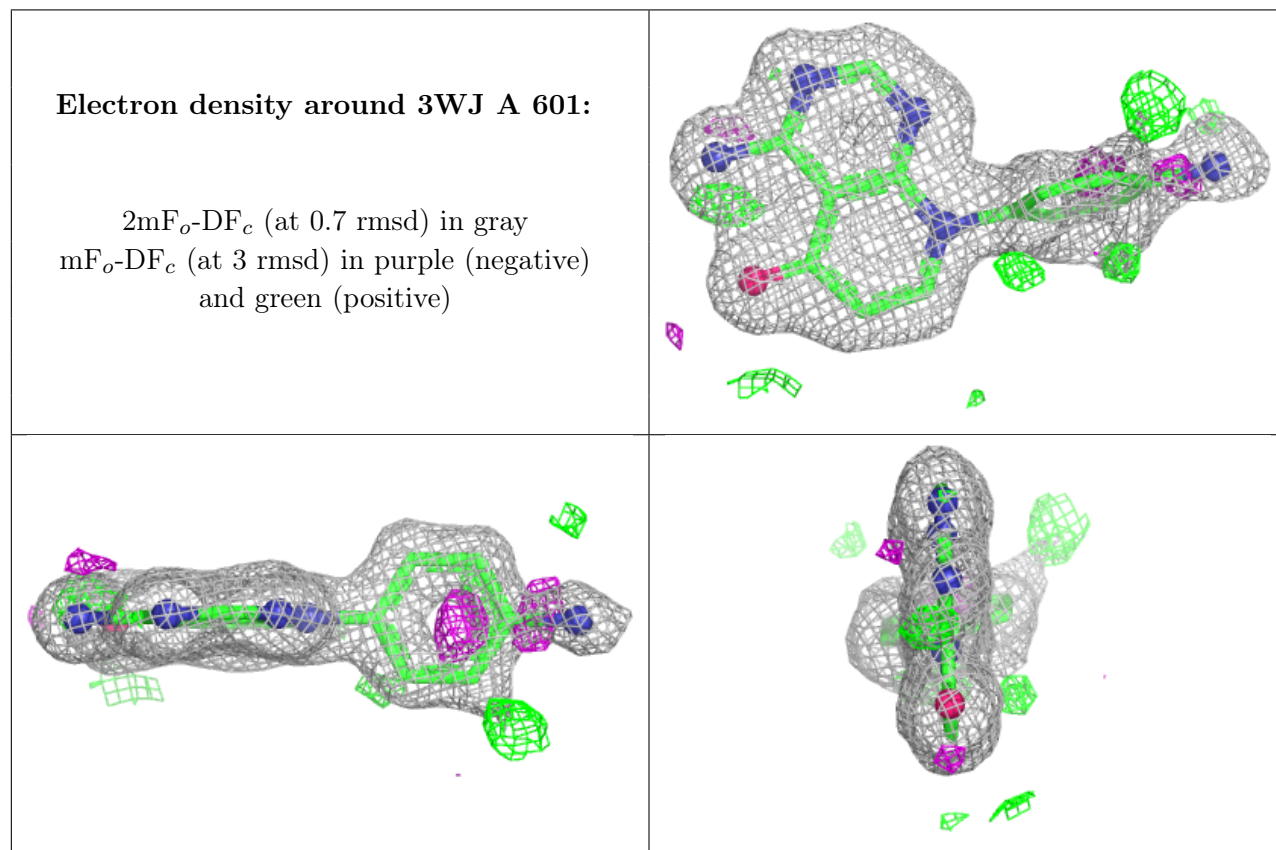 Electron density around 3WJ A 601:
2mFo-DFc (at 0.7 rmsd) in gray
mFo-DFc (at 3 rmsd) in purple (negative)
and green (positive)